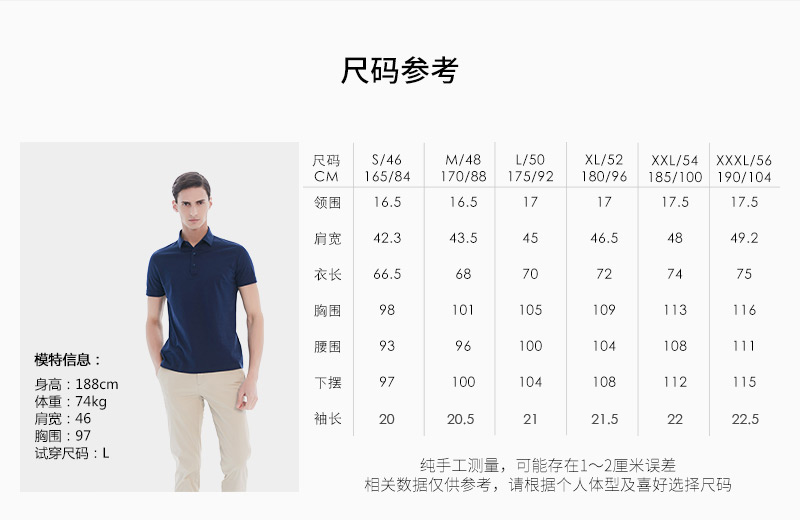 尺码参考
尺码 S/46 M/48 L/50 XL/52 XXL/54 XXXL/56
CM 165/84 170/88 175/92 180/96 185/100 190/104
领围 16.5 16.5 17 17 17.5 17.5
肩宽 42.3 43.5 45 46.5 48 49.2
衣长 66.5 68 70 72 74 75
胸围 98 101 105 109 113 116
腰围 93 96 100 104 108 111
下摆 97 100 104 108 112 115
袖长 20 20.5 21 21.5 22 22.5
模特信息：
身高：188cm
体重：74kg
肩宽：46
胸围：97
试穿尺码：L
纯手工测量，可能存在1～2厘米误差
相关数据仅供参考，请根据个人体型及喜好选择尺码